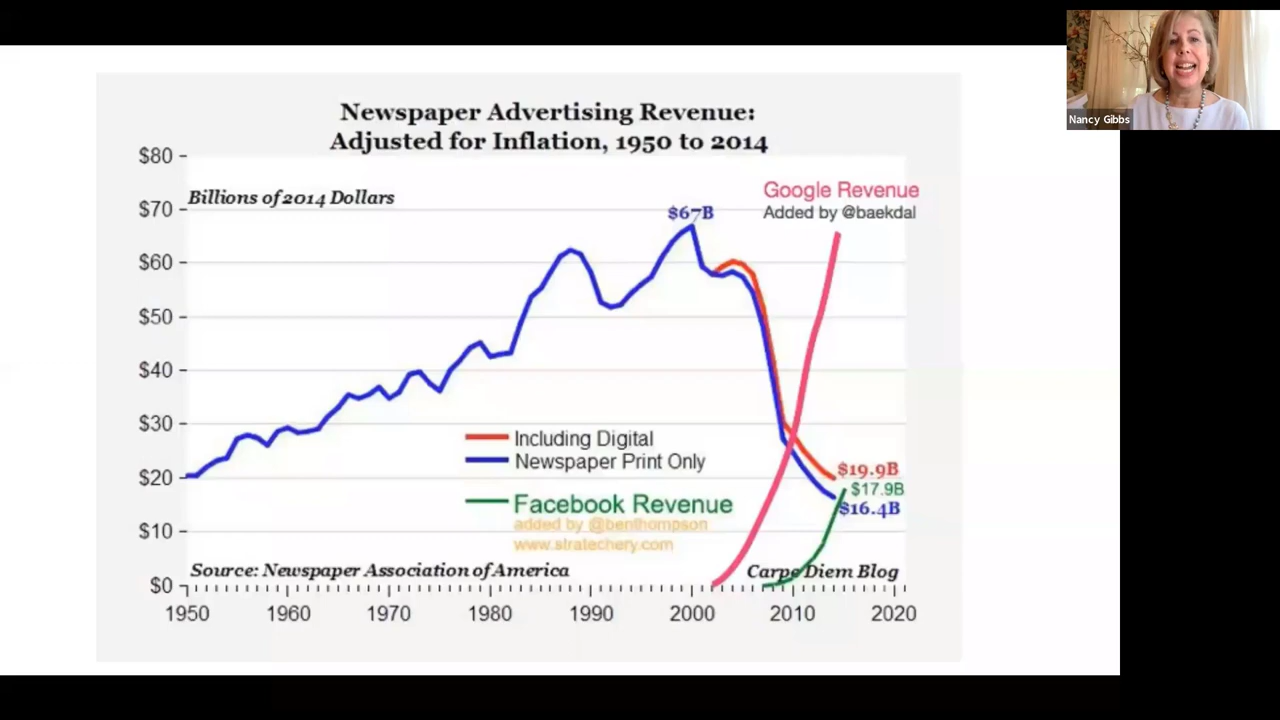 Nancy Gibbs
Newspaper Advertising Revenue:
Adjusted for Inflation, 1950 to 2014
$80
Billions of 2014 Dollars
$70
$67B
Google Revenue
Added by @baekdal
$60
$50
$40
$30
Including Digital
Newspaper Print Only
$20
$19.9B
$17.9B
$16.4B
Facebook Revenue
added by @benthompson
www.stratechery.com
$10
Source: Newspaper Association of America
Carpe Diem Blog
$0
1950 1960 1970 1980 1990 2000 2010 2020